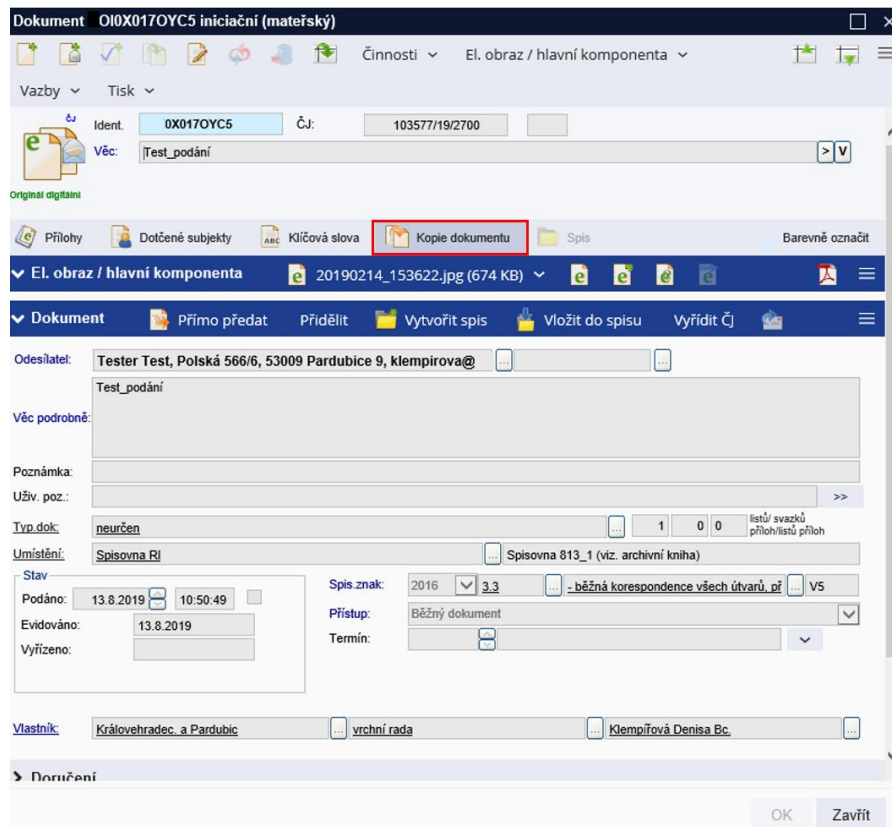 Dokument OI0X017OYC5 iniciační (mateřský)
Činnosti El. obraz / hlavní komponenta
Vazby Tisk
čj
Ident. 0X017OYC5 ČJ: 103577/19/2700
Věc: Test_podání > V
Originál digitální
Přílohy Dotčené subjekty ABC Klíčová slova Kopie dokumentu Spis Barevně označit
El. obraz / hlavní komponenta 20190214_153622.jpg (674 KB)
Dokument Přímo předat Přidělit Vytvořit spis Vložit do spisu Vyřídit ČJ
Odesílatel: Tester Test, Polská 566/6, 53009 Pardubice 9, klempirova@ ... ...
Test_podání
Věc podrobně:
Poznámka:
Uživ. poz.: >>
Typ.dok: neurčen ... 1 0 0 listů/ svazků
příloh/listů příloh
Umístění: Spisovna RI ... Spisovna 813_1 (viz. archivní kniha)
Stav
Podáno: 13.8.2019 10:50:49
Evidováno: 13.8.2019
Vyřízeno:
Spis.znak: 2016 3.3 ... - běžná korespondence všech útvarů, př ... V5
Přístup: Běžný dokument
Termín:
Vlastník: Královehradec. a Pardubic ... vrchní rada ... Klempířová Denisa Bc. ...
Doručení
OK Zavřít